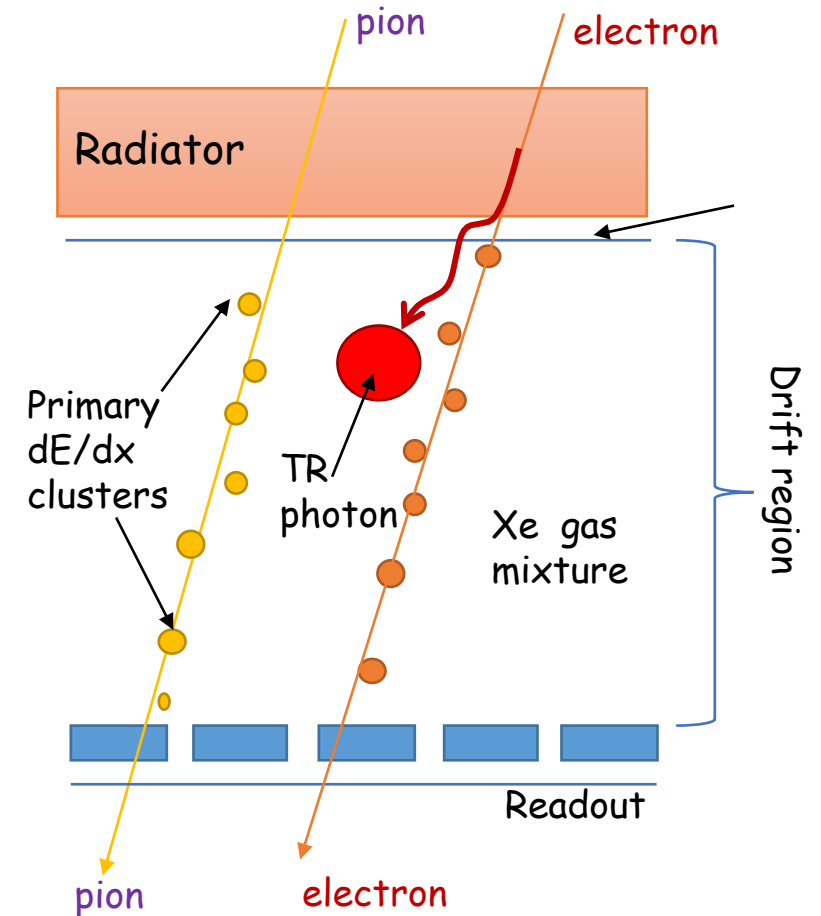 pion
electron
Radiator
Primary
dE/dx
clusters
TR
photon
Xe gas
mixture
Drift region
Readout
pion
electron